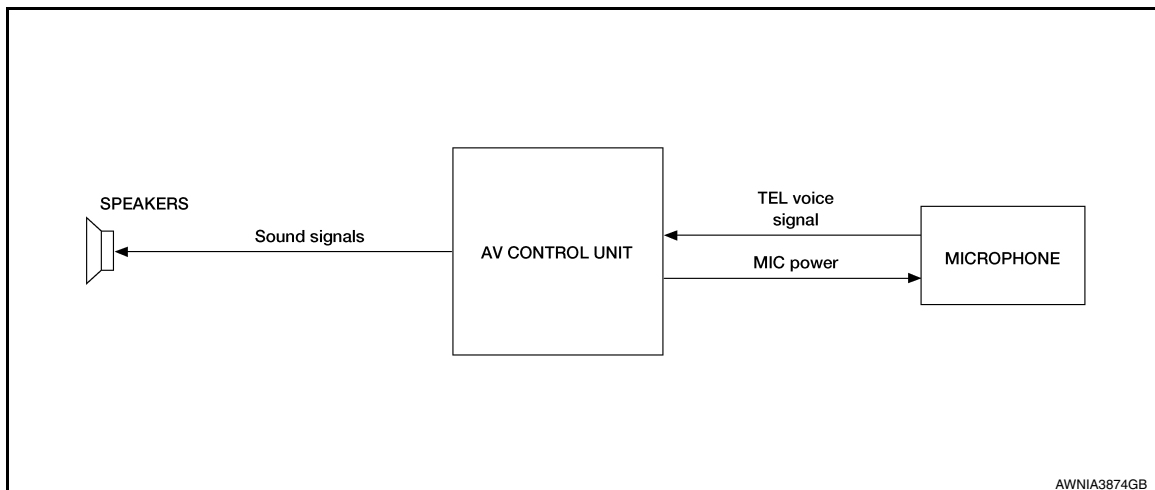 SPEAKERS
Sound signals
AV CONTROL UNIT
TEL voice
signal
MIC power
MICROPHONE
AWNIA3874GB